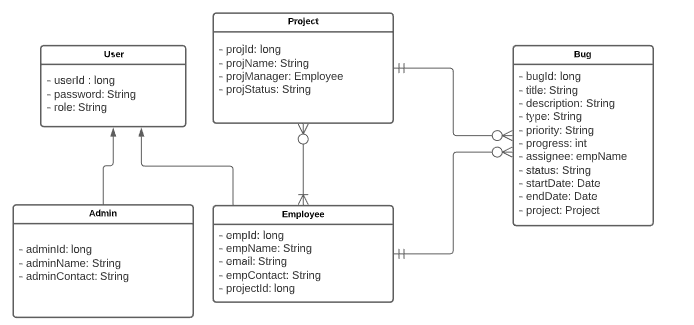 User
- userId : long
- password: String
- role: String
Project
- projId: long
- projName: String
- projManager: Employee
- projStatus: String
Bug
- bugId: long
- title: String
- description: String
- type: String
- priority: String
- progress: int
- assignee: empName
- status: String
- startDate: Date
- endDate: Date
- project: Project
Admin
- adminId: long
- adminName: String
- adminContact: String
Employee
- empId: long
- empName: String
- email: String
- empContact: String
- projectId: long